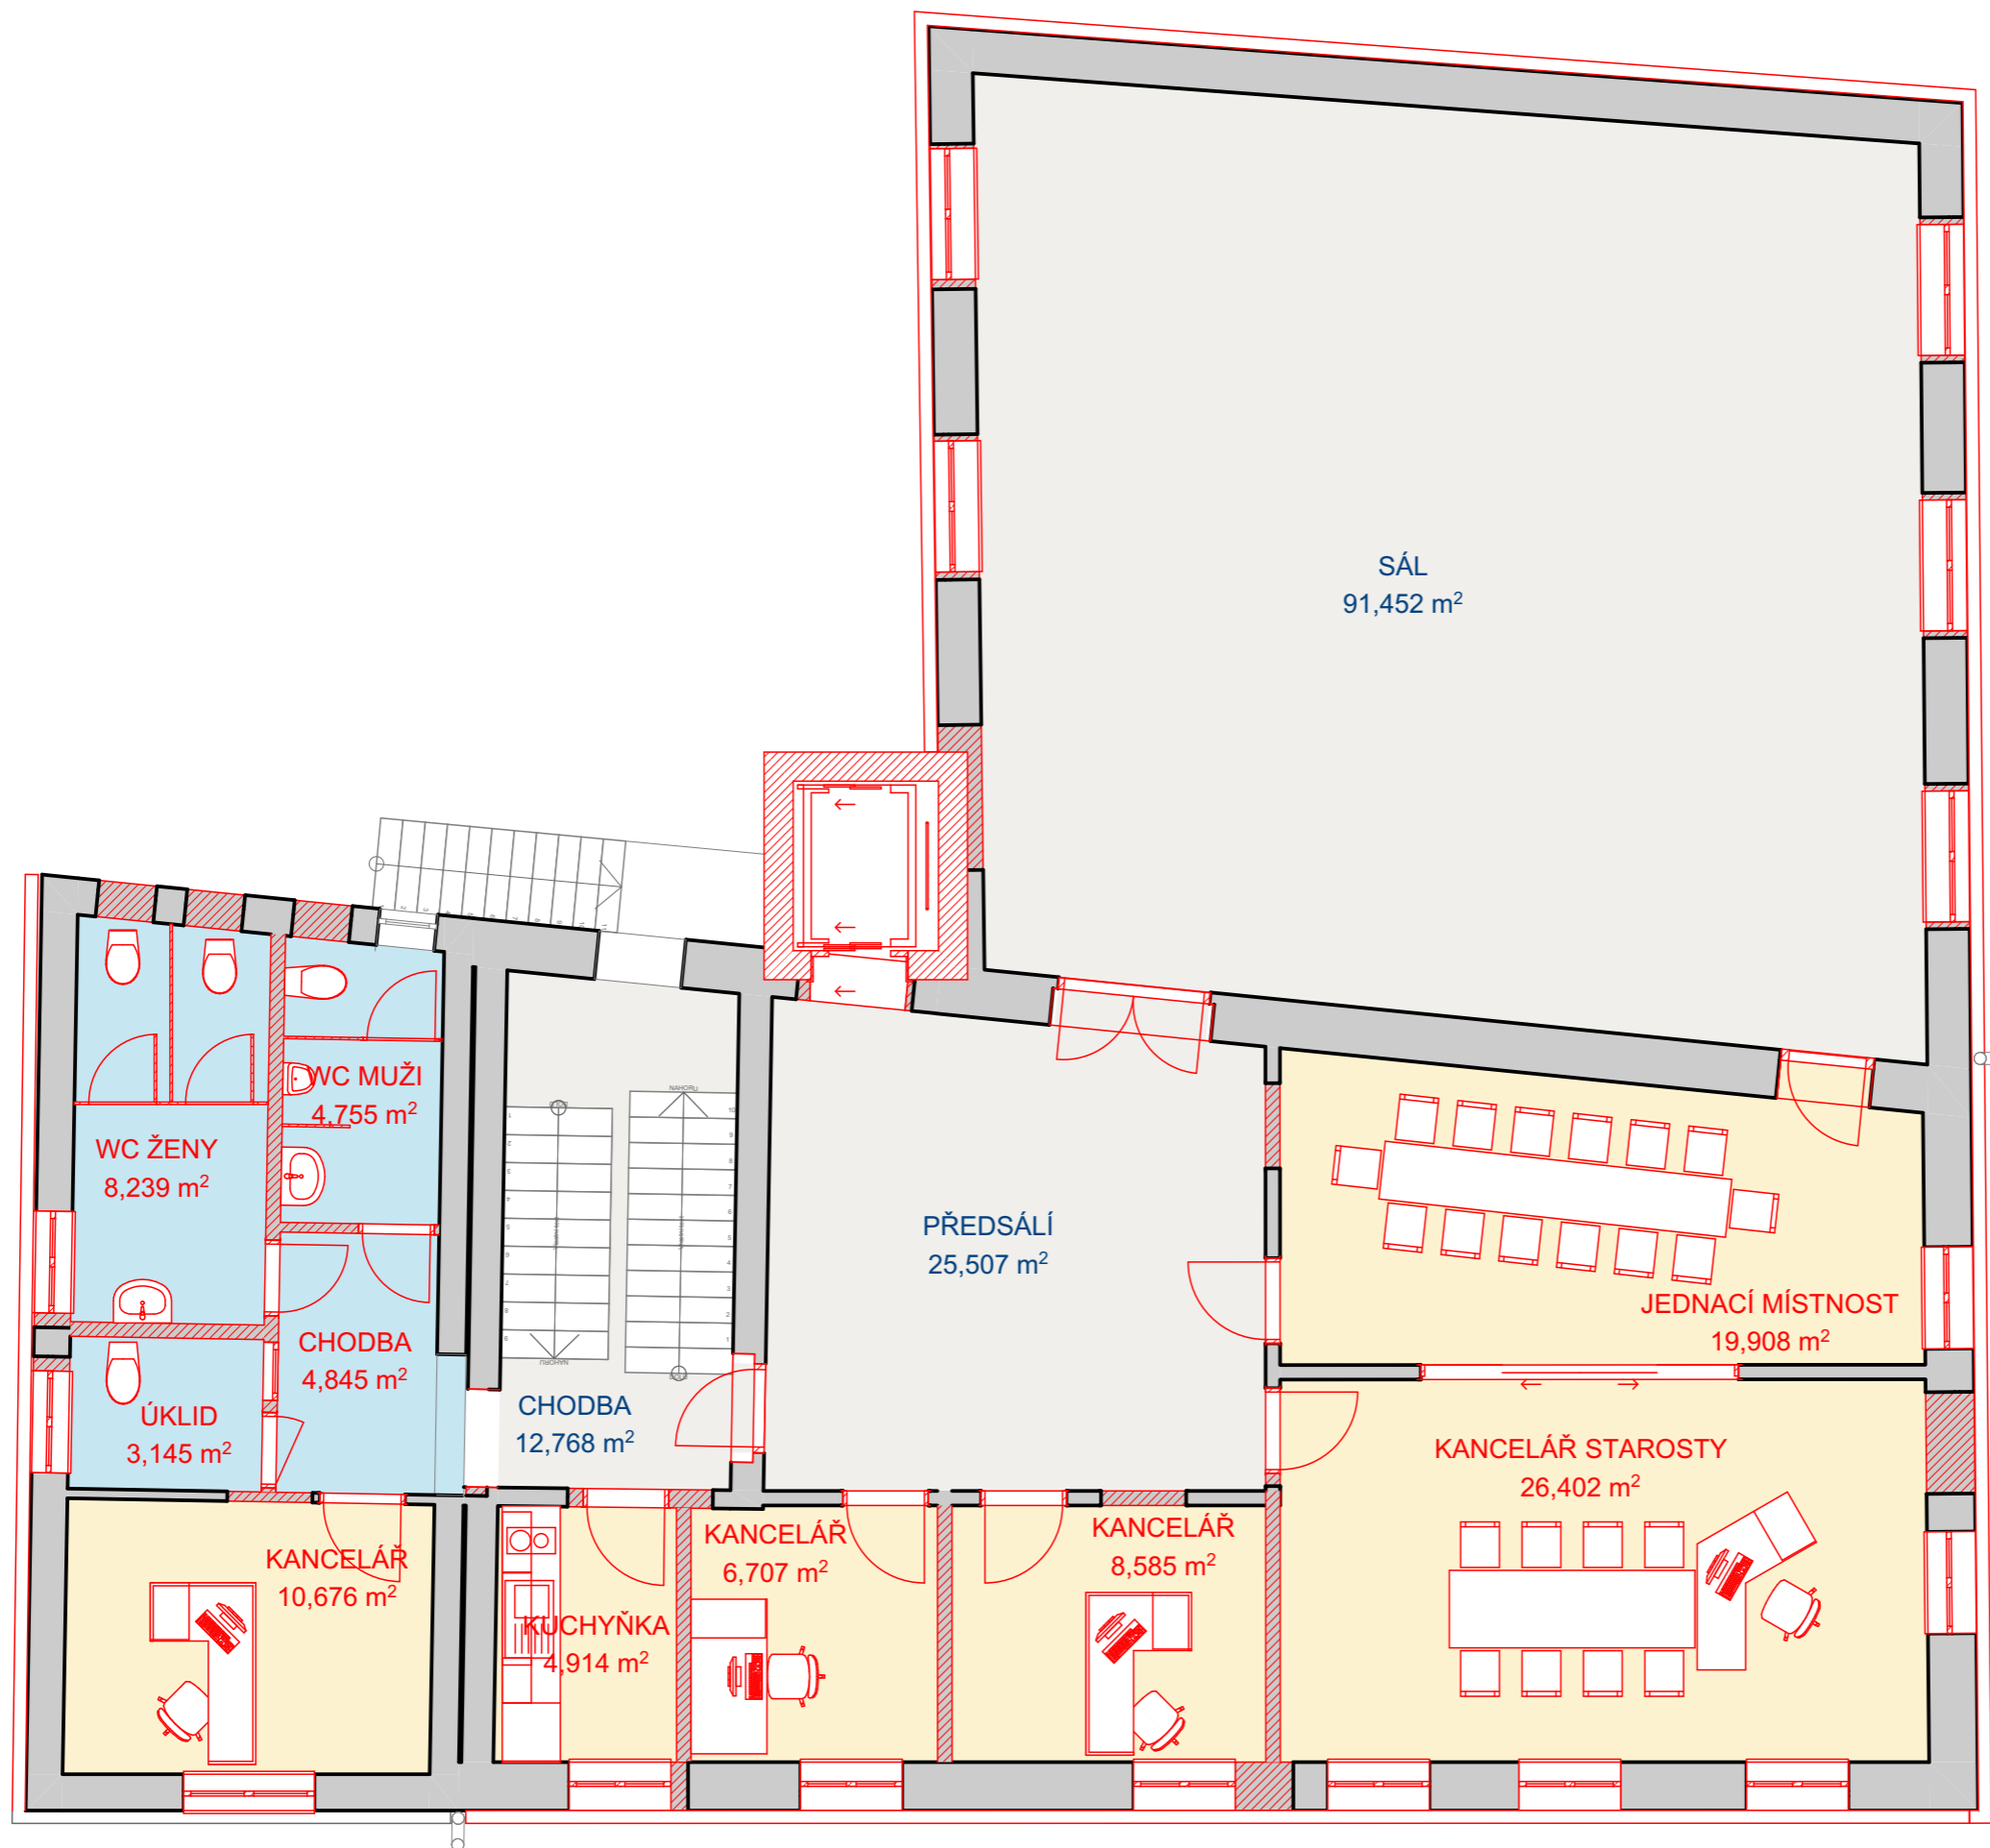 SÁL
91,452 m²
WC MUŽI
4,755 m²
WC ŽENY
8,239 m²
NAHORU
PŘEDSÁLÍ
25,507 m²
JEDNACÍ MÍSTNOST
19,908 m²
CHODBA
4,845 m²
NAHORU
ÚKLID
3,145 m²
CHODBA
12,768 m²
KANCELÁŘ STAROSTY
26,402 m²
KANCELÁŘ
10,676 m²
KUCHYŇKA
4,914 m²
KANCELÁŘ
6,707 m²
KANCELÁŘ
8,585 m²